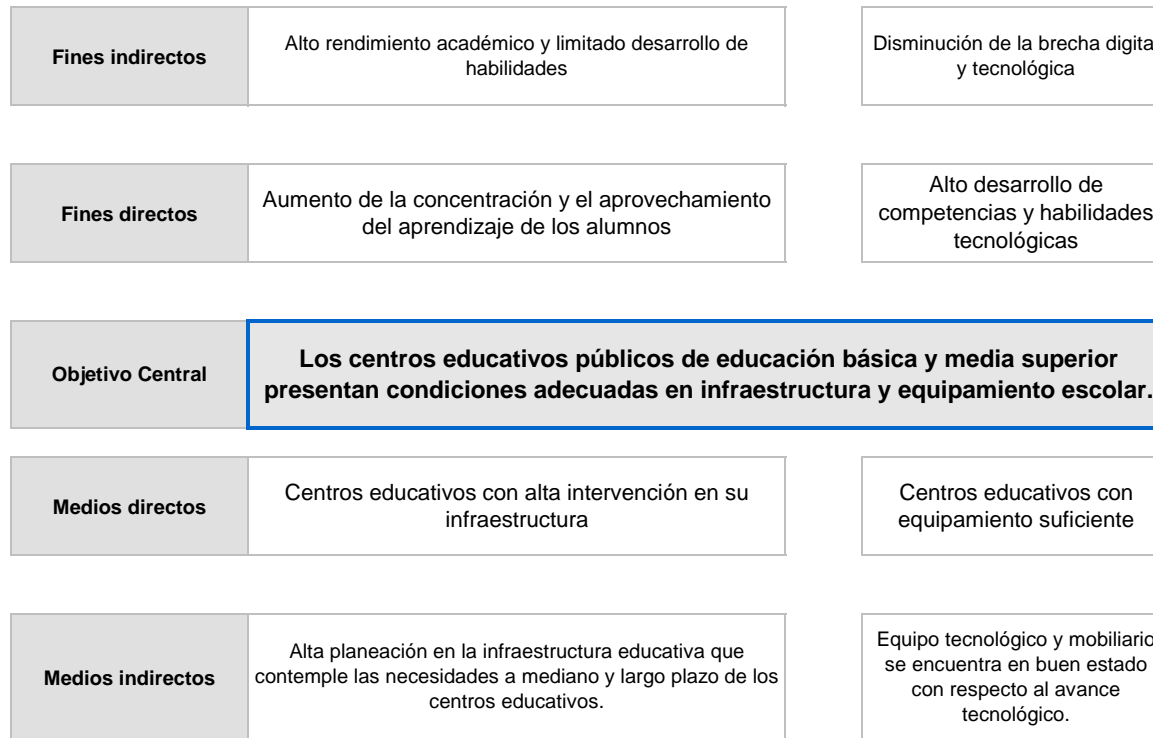 Fines indirectos
Alto rendimiento académico y limitado desarrollo de
habilidades
Disminución de la brecha digita
y tecnológica
Fines directos
Aumento de la concentración y el aprovechamiento
del aprendizaje de los alumnos
Alto desarrollo de
competencias y habilidades
tecnológicas
Objetivo Central
Los centros educativos públicos de educación básica y media superior
presentan condiciones adecuadas en infraestructura y equipamiento escolar.
Medios directos
Centros educativos con alta intervención en su
infraestructura
Centros educativos con
equipamiento suficiente
Medios indirectos
Alta planeación en la infraestructura educativa que
contemple las necesidades a mediano y largo plazo de los
centros educativos.
Equipo tecnológico y mobiliario
se encuentra en buen estado
con respecto al avance
tecnológico.